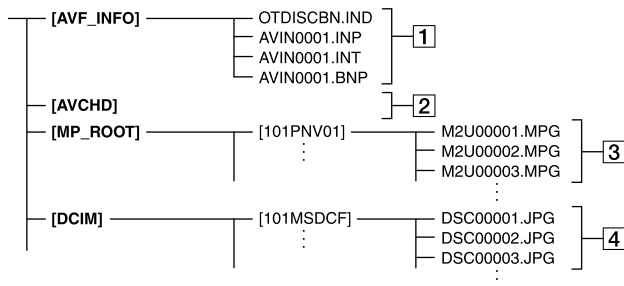 [AVF_INFO] OTDISCBN.IND
AVIN0001.INP 1
AVIN0001.INT
AVIN0001.BNP
[AVCHD] 2
[MP_ROOT] [101PNV01] M2U00001.MPG
M2U00002.MPG 3
M2U00003.MPG
[DCIM] [101MSDCF] DSC00001.JPG
DSC00002.JPG 4
DSC00003.JPG